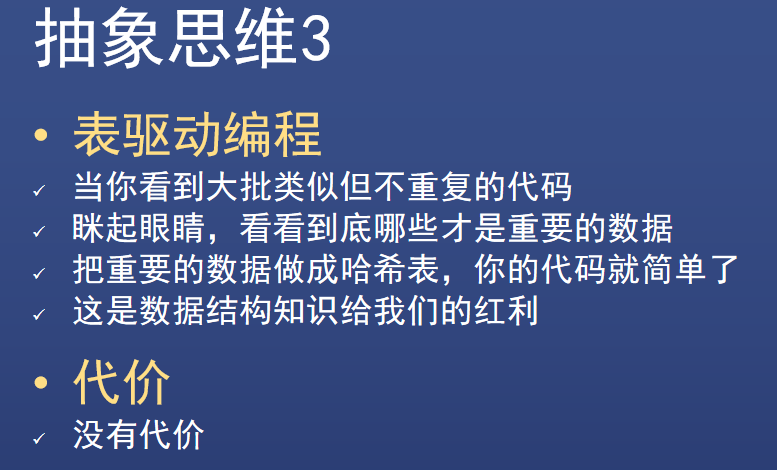 抽象思维3
• 表驱动编程
✓ 当你看到大批类似但不重复的代码
✓ 眯起眼睛，看看到底哪些才是重要的数据
✓ 把重要的数据做成哈希表，你的代码就简单了
✓ 这是数据结构知识给我们的红利
• 代价
✓ 没有代价